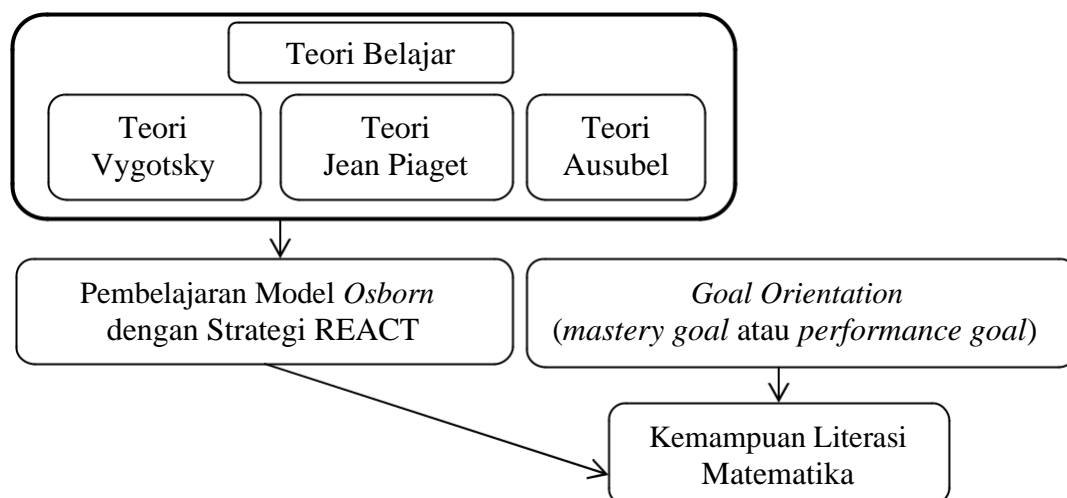 Teori Belajar
Teori
Vygotsky
Teori
Jean Piaget
Teori
Ausubel
Pembelajaran Model Osborn
dengan Strategi REACT
Goal Orientation
(mastery goal atau performance goal)
Kemampuan Literasi
Matematika